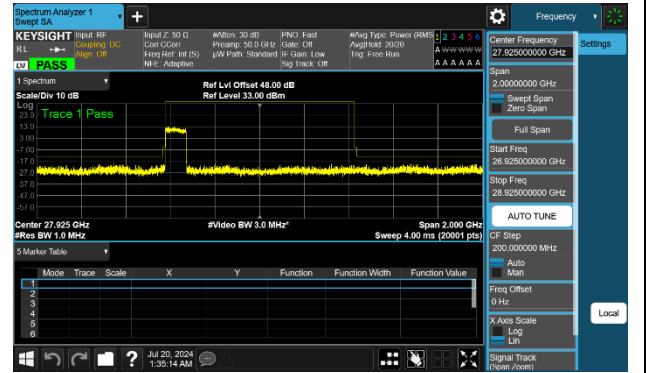 Spectrum Analyzer 1
Swept SA
+
Frequency
KEYSIGHT
RL
LXI PASS
Input: RF
Coupling: DC
Align: Off
Input Z: 50 Ω
Corr CCorr
Freq Ref: Int (S)
NFE: Adaptive
#Atten: 30 dB
Preamp: 50.0 GHz
µW Path: Standard
PNO: Fast
Gate: Off
IF Gain: Low
Sig Track: Off
#Avg Type: Power (RMS
Avg|Hold: 20/20
Trig: Free Run
1 2 3 4 5 6
A W W W W W
A A A A A A
1 Spectrum
Scale/Div 10 dB
Ref Lvl Offset 48.00 dB
Ref Level 33.00 dBm
Log
Trace 1 Pass
23.0
13.0
3.00
-7.00
-17.0
-27.0
-37.0
-47.0
-57.0
Center 27.925 GHz
#Res BW 1.0 MHz
#Video BW 3.0 MHz*
Span 2.000 GHz
Sweep 4.00 ms (20001 pts)
5 Marker Table
Mode Trace Scale X Y Function Function Width Function Value
1
2
3
4
5
6
Center Frequency
27.925000000 GHz
Settings
Span
2.00000000 GHz
Swept Span
Zero Span
Full Span
Start Freq
26.925000000 GHz
Stop Freq
28.925000000 GHz
AUTO TUNE
CF Step
200.000000 MHz
Auto
Man
Freq Offset
0 Hz
X Axis Scale
Log
Lin
Local
Signal Track
(Span Zoom)
?
Jul 20, 2024
1:35:14 AM